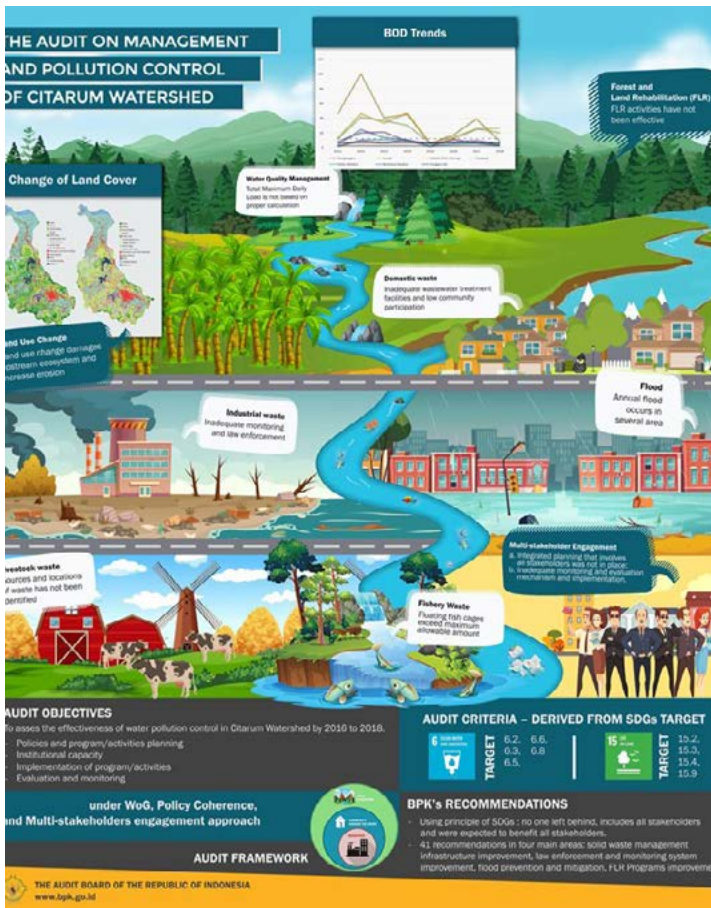 THE AUDIT ON MANAGEMENT
AND POLLUTION CONTROL
OF CITARUM WATERSHED
BOD Trends
Forest and
Land Rehabilitation (FLR)
FLR activities have not
been effective
Change of Land Cover
Water Quality Management
Total Maximum Daily
Load is not based on
proper calculation
Domestic waste
Inadequate wastewater treatment
facilities and low community
participation
and Use Change
and use change damages
pstream ecosystem and
ncrease erosion
Industrial waste
Inadequate monitoring
and law enforcement
Flood
Annual flood
occurs in
several area
Multi-stakeholder Engagement
a. Integrated planning that involves
all stakeholders was not in place;
b. Inadequate monitoring and evaluation
mechanism and implementation.
vestock waste
ources and locations
f waste has not been
dentified
Fishery Waste
Floating fish cages
exceed maximum
allowable amount
AUDIT OBJECTIVES
To asses the effectiveness of water pollution control in Citarum Watershed by 2016 to 2018.
- Policies and program/activities planning
- Institutional capacity
- Implementation of program/activities
- Evaluation and monitoring
AUDIT CRITERIA – DERIVED FROM SDGs TARGET
6
TARGET
6.2. 6.6.
6.3. 6.8
6.5.
15
TARGET
15.2.
15.3,
15.4,
15.9
under WoG, Policy Coherence,
and Multi-stakeholders engagement approach
AUDIT FRAMEWORK
BPK's RECOMMENDATIONS
- Using principle of SDGs : no one left behind, includes all stakeholders
and were expected to benefit all stakeholders.
- 41 recommendations in four main areas: solid waste management
infrastructure improvement, law enforcement and monitoring system
improvement, flood prevention and mitigation, FLR Programs improveme
THE AUDIT BOARD OF THE REPUBLIC OF INDONESIA
www.bpk.go.id